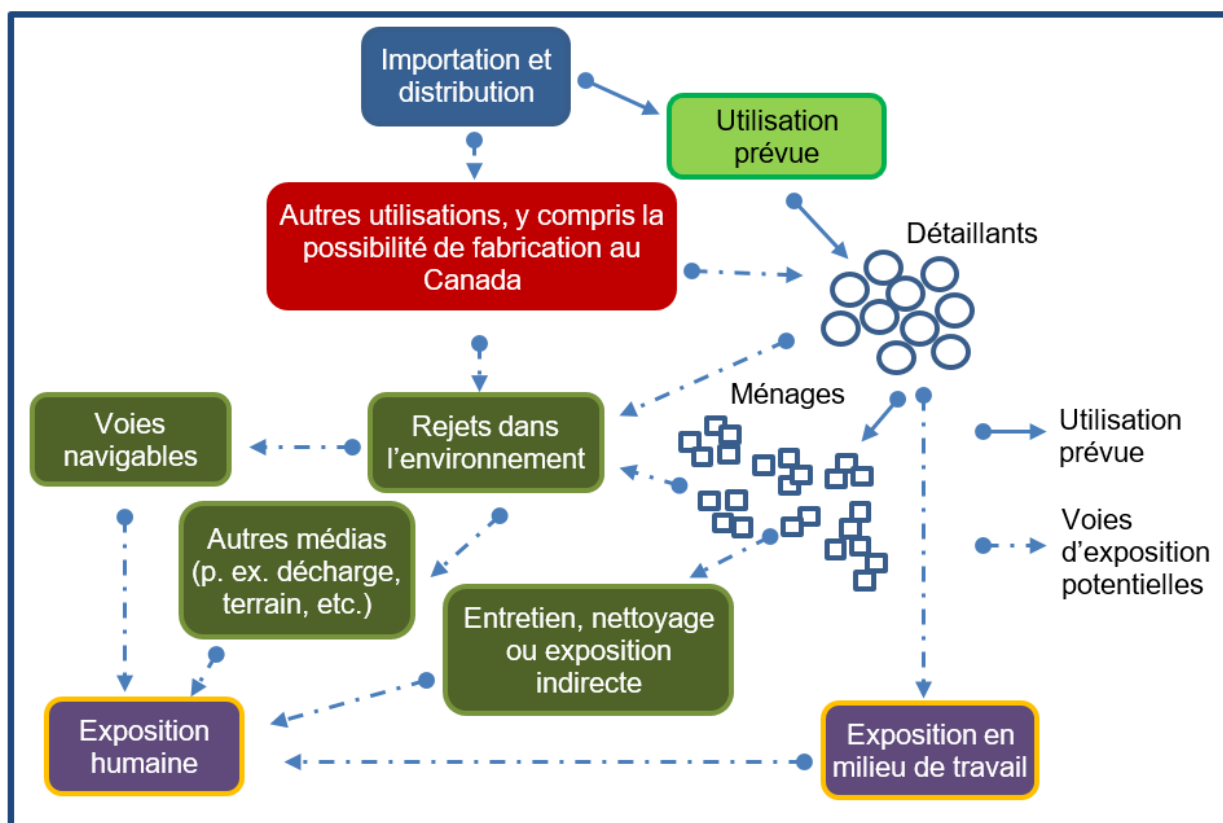 Importation et
distribution
Utilisation
prévue
Autres utilisations, y compris la
possibilité de fabrication au
Canada
Détaillants
Ménages
Voies
navigables
Rejets dans
l’environnement
Utilisation
prévue
Autres médias
(p. ex. décharge,
terrain, etc.)
Voies
d’exposition
potentielles
Entretien, nettoyage
ou exposition
indirecte
Exposition
humaine
Exposition en
milieu de travail